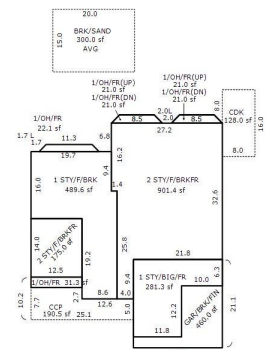 20.0
15.0
BRK/SAND
300.0 sf
AVG
1/OH/FR(UP)
21.0 sf
1/OH/FR(DN)
21.0 sf
1/OH/FR(UP)
21.0 sf
1/OH/FR(DN)
21.0 sf
2.0L
2.0
8.5
8.5
8.0
CDK
128.0 sf
16.0
8.0
1/OH/FR
22.1 sf
1.7 L
1.7
11.3
6.8
27.2
19.7
16.2
9.4
16.0
1 STY/F/BRK
489.6 sf
2 STY/F/BRKFR
901.4 sf
1.4
32.6
14.0
2 STY/F/BRKFR
175.0 sf
19.2
25.8
12.5
21.8
1/OH/FR 31.3 sf
9.4
1 STY/BIG/FR
281.3 sf
10.0
6.3
10.2
7.7
2.7
8.6
4.0
CCP
190.5 sf
25.1
12.6
5.0
12.2
GAR/BRK/FIN
460.0 sf
21.1
11.8